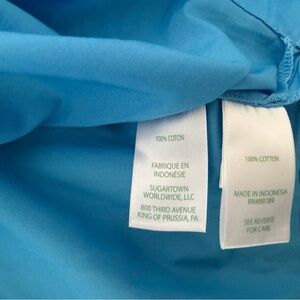 100% COTON
FABRIQUE EN
INDONÉSIE
SUGARTOWN
WORLDWIDE, LLC
800 THIRD AVENUE
KING OF PRUSSIA, PA
100% COTTON
MADE IN INDONESIA
RN#98189
SEE REVERSE
FOR CARE